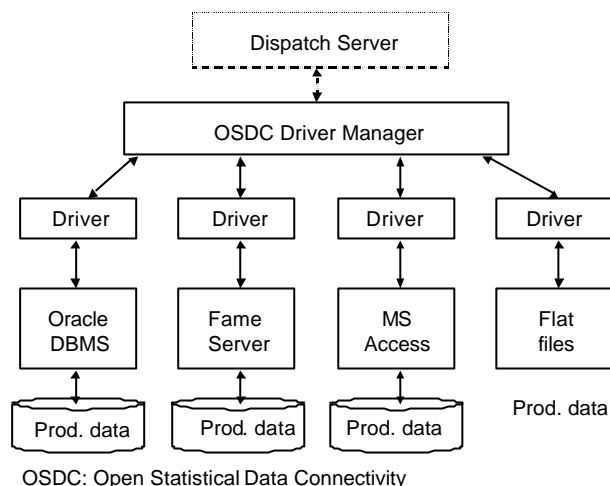 Dispatch Server
OSDC Driver Manager
Driver
Driver
Driver
Driver
Oracle
DBMS
Fame
Server
MS
Access
Flat
files
Prod. data
Prod. data
Prod. data
Prod. data
OSDC: Open Statistical Data Connectivity